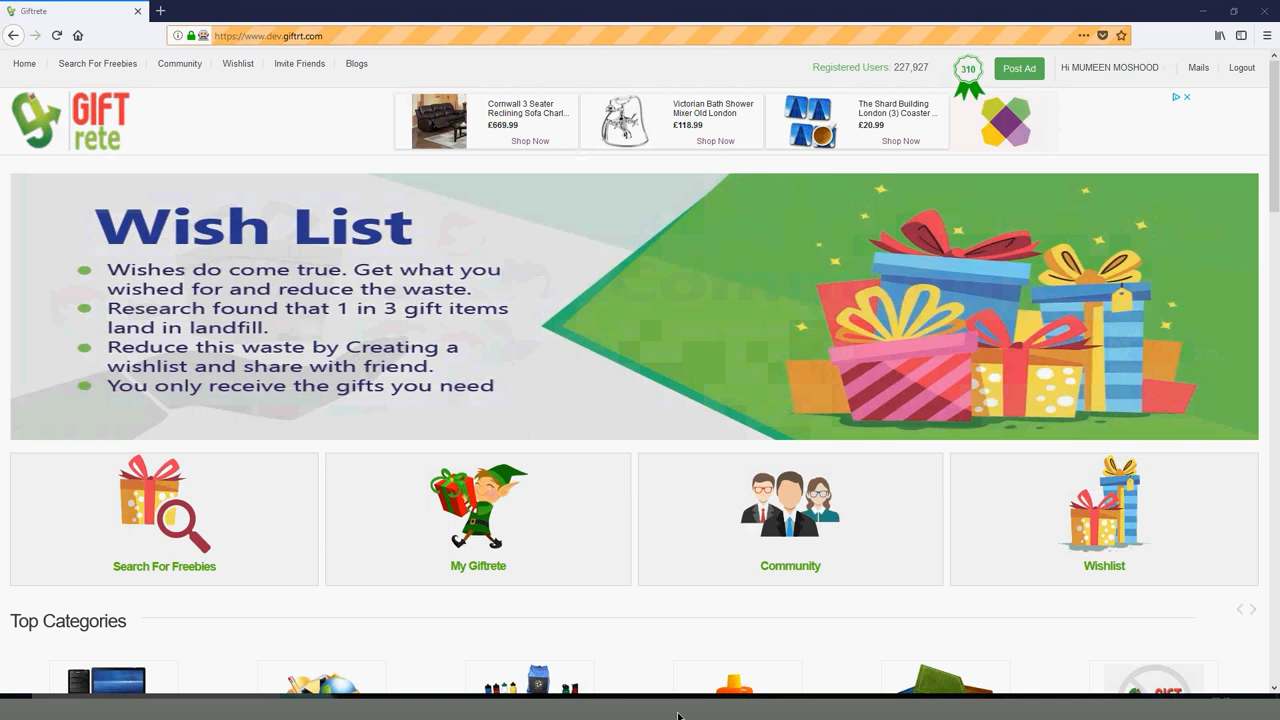 Giftrete
https://www.dev.giftrt.com
Home
Search For Freebies
Community
Wishlist
Invite Friends
Blogs
Registered Users: 227,927
310
Post Ad
Hi MUMEEN MOSHOOD
Mails
Logout
GIFT
rete
Cornwall 3 Seater
Reclining Sofa Charl...
£669.99
Shop Now
Victorian Bath Shower
Mixer Old London
£118.99
Shop Now
The Shard Building
London (3) Coaster ...
£20.99
Shop Now
Wish List
Wishes do come true. Get what you
wished for and reduce the waste.
Research found that 1 in 3 gift items
land in landfill.
Reduce this waste by Creating a
wishlist and share with friend.
You only receive the gifts you need
Search For Freebies
My Giftrete
Community
Wishlist
Top Categories
GIFT